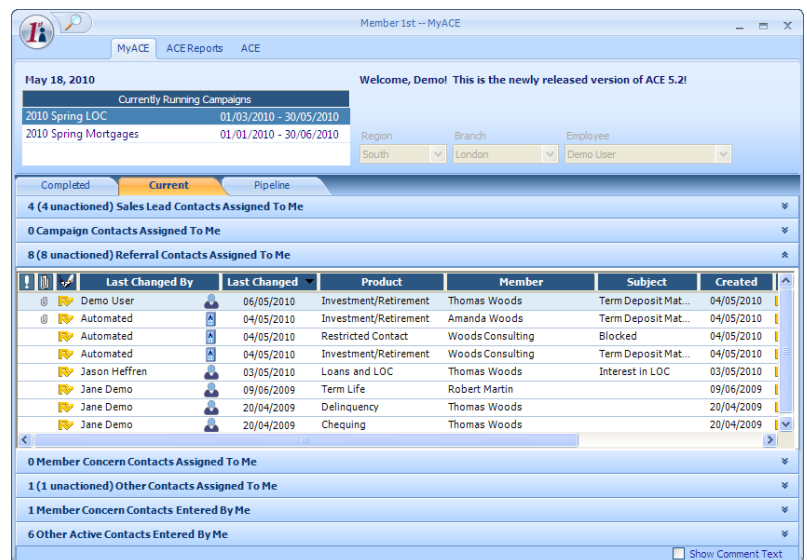 Member 1st -- MyACE
1st
MyACE ACE Reports ACE
May 18, 2010
Welcome, Demo! This is the newly released version of ACE 5.2!
Currently Running Campaigns
2010 Spring LOC 01/03/2010 - 30/05/2010
2010 Spring Mortgages 01/01/2010 - 30/06/2010
Region Branch Employee
South London Demo User
Completed Current Pipeline
4 (4 unactioned) Sales Lead Contacts Assigned To Me
0 Campaign Contacts Assigned To Me
8 (8 unactioned) Referral Contacts Assigned To Me
Last Changed By Last Changed Product Member Subject Created
Demo User 06/05/2010 Investment/Retirement Thomas Woods Term Deposit Mat... 04/05/2010
Automated A 04/05/2010 Investment/Retirement Amanda Woods Term Deposit Mat... 04/05/2010
Automated A 04/05/2010 Restricted Contact Woods Consulting Blocked 04/05/2010
Automated A 04/05/2010 Investment/Retirement Woods Consulting Term Deposit Mat... 04/05/2010
Jason Heffren 03/05/2010 Loans and LOC Thomas Woods Interest in LOC 03/05/2010
Jane Demo 09/06/2009 Term Life Robert Martin 09/06/2009
Jane Demo 20/04/2009 Delinquency Thomas Woods 20/04/2009
Jane Demo 20/04/2009 Chequing Thomas Woods 20/04/2009
0 Member Concern Contacts Assigned To Me
1 (1 unactioned) Other Contacts Assigned To Me
1 Member Concern Contacts Entered By Me
6 Other Active Contacts Entered By Me
Show Comment Text